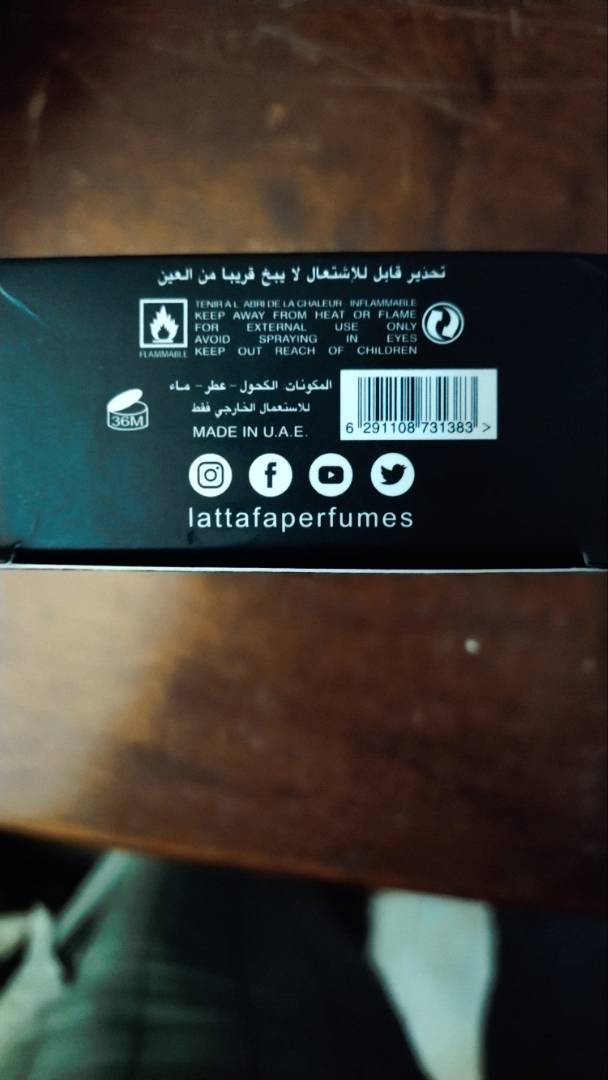 تحذير قابل للإشتعال لا يبخ قريبا من العين
TENIR A L'ABRI DE LA CHALEUR - INFLAMMABLE
KEEP AWAY FROM HEAT OR FLAME
FOR EXTERNAL USE ONLY
AVOID SPRAYING IN EYES
KEEP OUT REACH OF CHILDREN
FLAMMABLE
المكونات: الكحول - عطر - ماء
للاستعمال الخارجي فقط
36M
MADE IN U.A.E.
6 291108 731383 >
lattafaperfumes